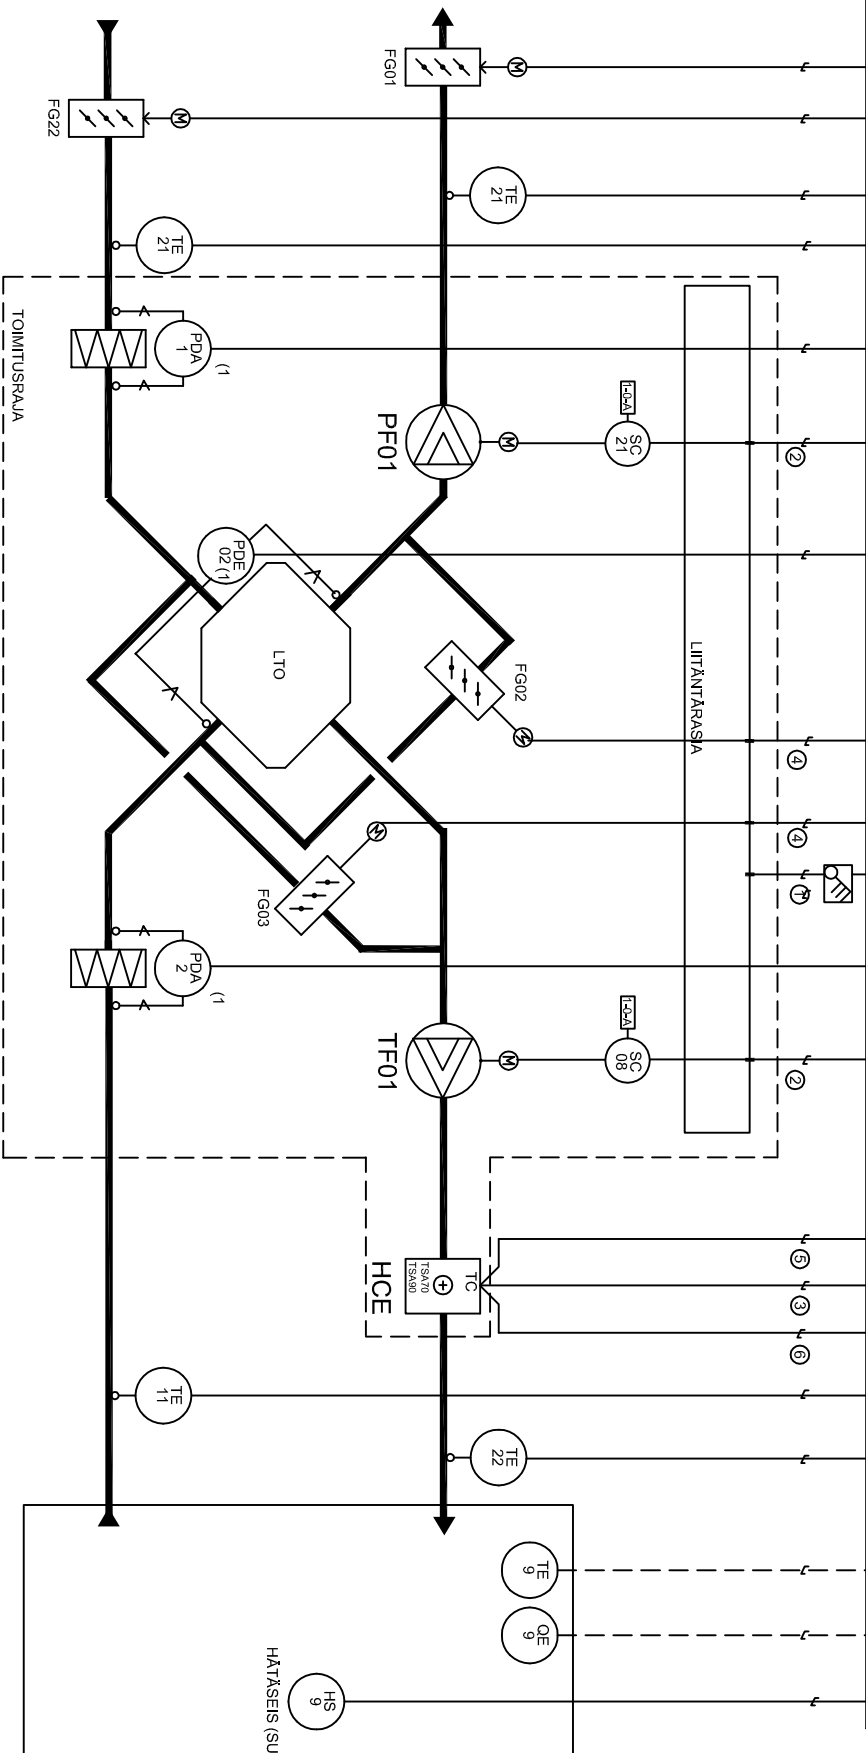 FG01
M
FG22
M
TE
21
TE
21
TOIMITUSRAJA
PDA
1
(1
PF01
M
1-0-A
SC
21
2
PDE
02 (1
LTO
FG02
M
LIITÄNTÄRASIA
4
M
4
FG03
1
PDA
2
(1
TF01
M
1-0-A
SC
08
2
HCE
TC
TSA70
TSA90
5
3
6
TE
11
TE
22
TE
9
QE
9
HS
9
HÄTÄSEIS (SU